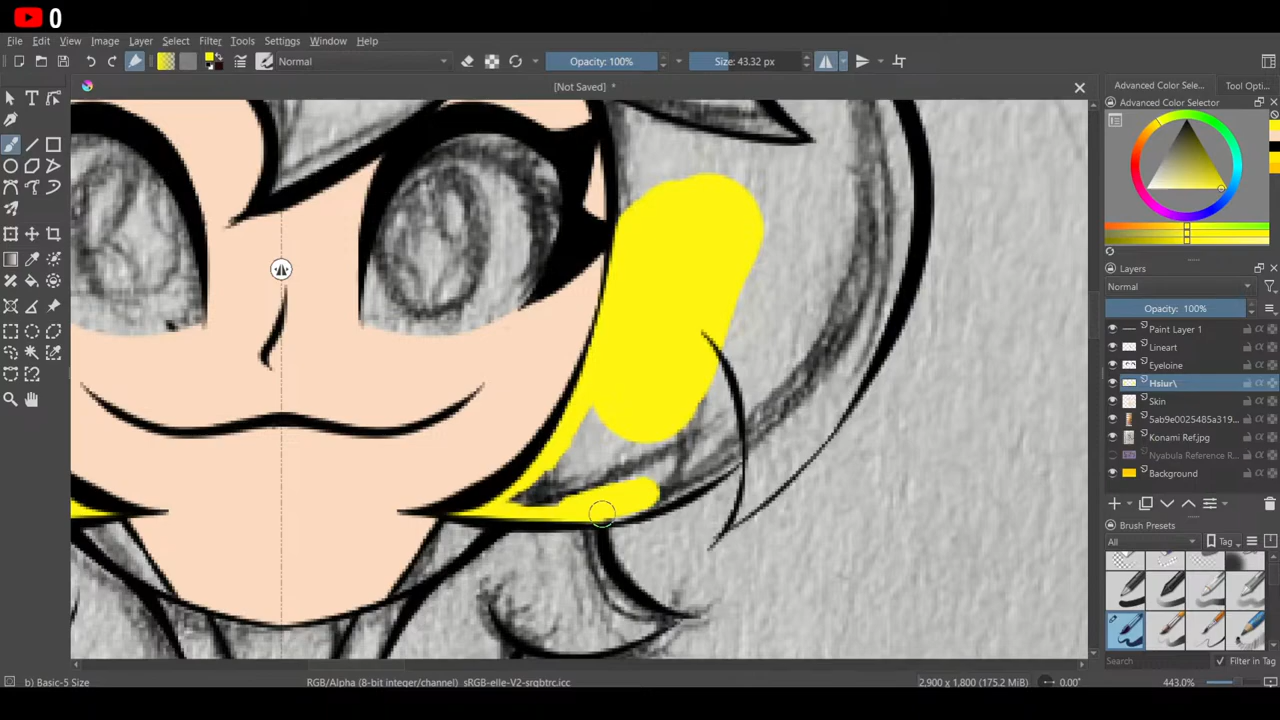 0
File Edit View Image Layer Select Filter Tools Settings Window Help
Normal Opacity: 100% Size: 43.32 px
[Not Saved] *
Advanced Color Sele... Tool Opti...
Advanced Color Selector
Layers
Normal
Opacity: 100%
Paint Layer 1
Lineart
Eyeloine
Hsiur\
Skin
5ab9e0025485a319...
Konami Ref.jpg
Nyabula Reference R
Background
Brush Presets
All Tag
Search Filter in Tag
b) Basic-5 Size RGB/Alpha (8-bit integer/channel) sRGB-elle-V2-srgbtrc.icc 2,900 x 1,800 (175.2 MiB) 0.00° 443.0%